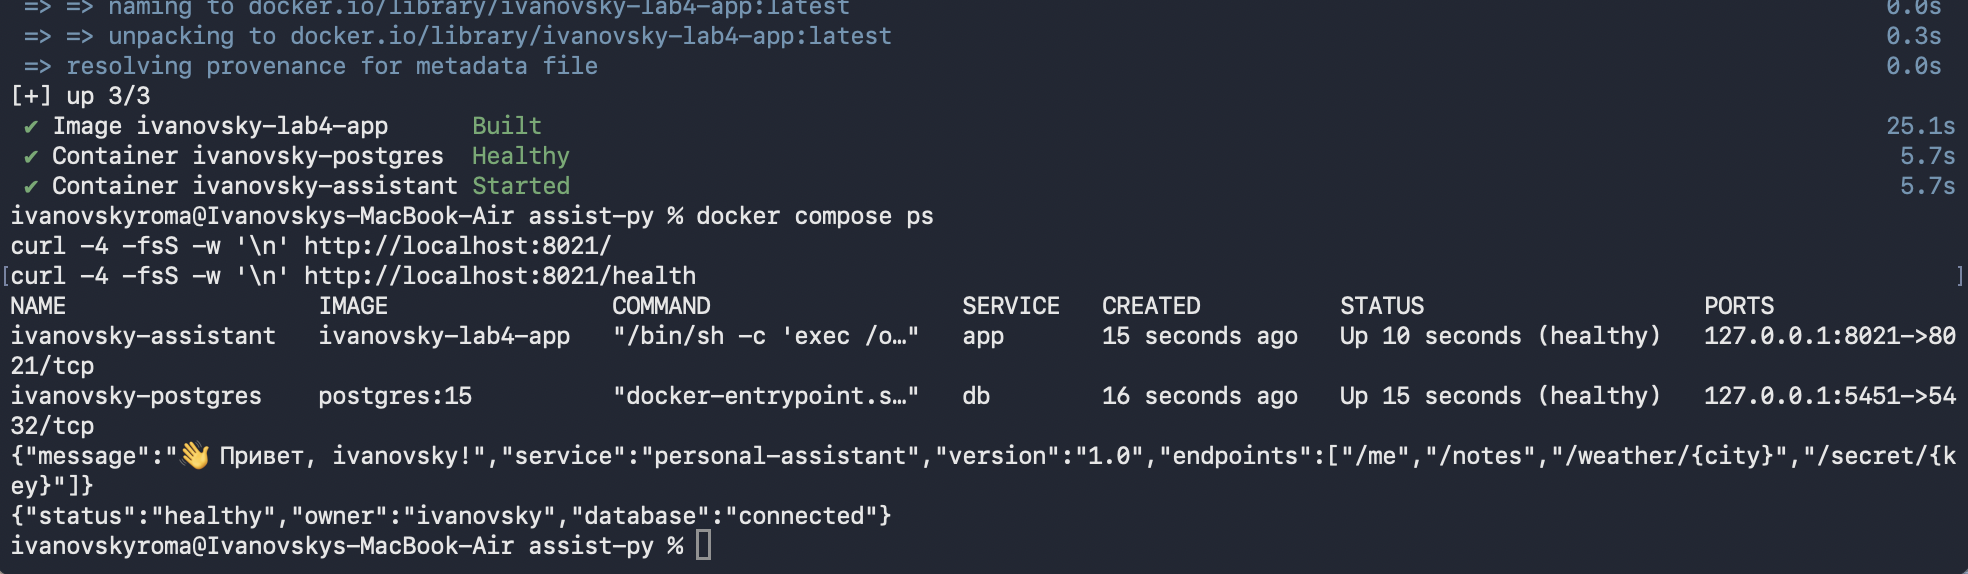 => => naming to docker.io/library/ivanovsky-lab4-app:latest 0.0s
=> => unpacking to docker.io/library/ivanovsky-lab4-app:latest 0.3s
=> resolving provenance for metadata file 0.0s
[+] up 3/3
✔ Image ivanovsky-lab4-app Built 25.1s
✔ Container ivanovsky-postgres Healthy 5.7s
✔ Container ivanovsky-assistant Started 5.7s
ivanovskyroma@Ivanovskys-MacBook-Air assist-py % docker compose ps
curl -4 -fsS -w '\n' http://localhost:8021/
[curl -4 -fsS -w '\n' http://localhost:8021/health ]
NAME IMAGE COMMAND SERVICE CREATED STATUS PORTS
ivanovsky-assistant ivanovsky-lab4-app "/bin/sh -c 'exec /o…" app 15 seconds ago Up 10 seconds (healthy) 127.0.0.1:8021->80
21/tcp
ivanovsky-postgres postgres:15 "docker-entrypoint.s…" db 16 seconds ago Up 15 seconds (healthy) 127.0.0.1:5451->54
32/tcp
{"message":"👋 Привет, ivanovsky!","service":"personal-assistant","version":"1.0","endpoints":["/me","/notes","/weather/{city}","/secret/{k
ey}"]}
{"status":"healthy","owner":"ivanovsky","database":"connected"}
ivanovskyroma@Ivanovskys-MacBook-Air assist-py %